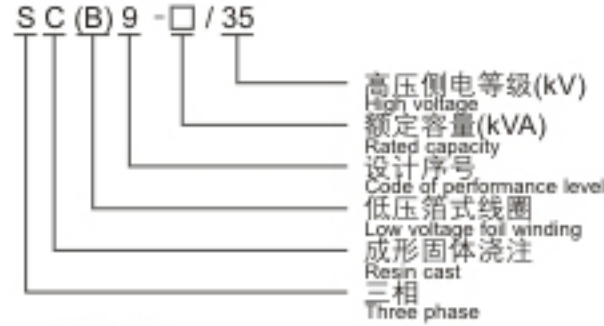 S C (B) 9 -□ / 35
高压侧电等级(kV)
High voltage
额定容量(kVA)
Rated capacity
设计序号
Code of performance level
低压箔式线圈
Low voltage foil winding
成形固体浇注
Resin cast
三相
Three phase